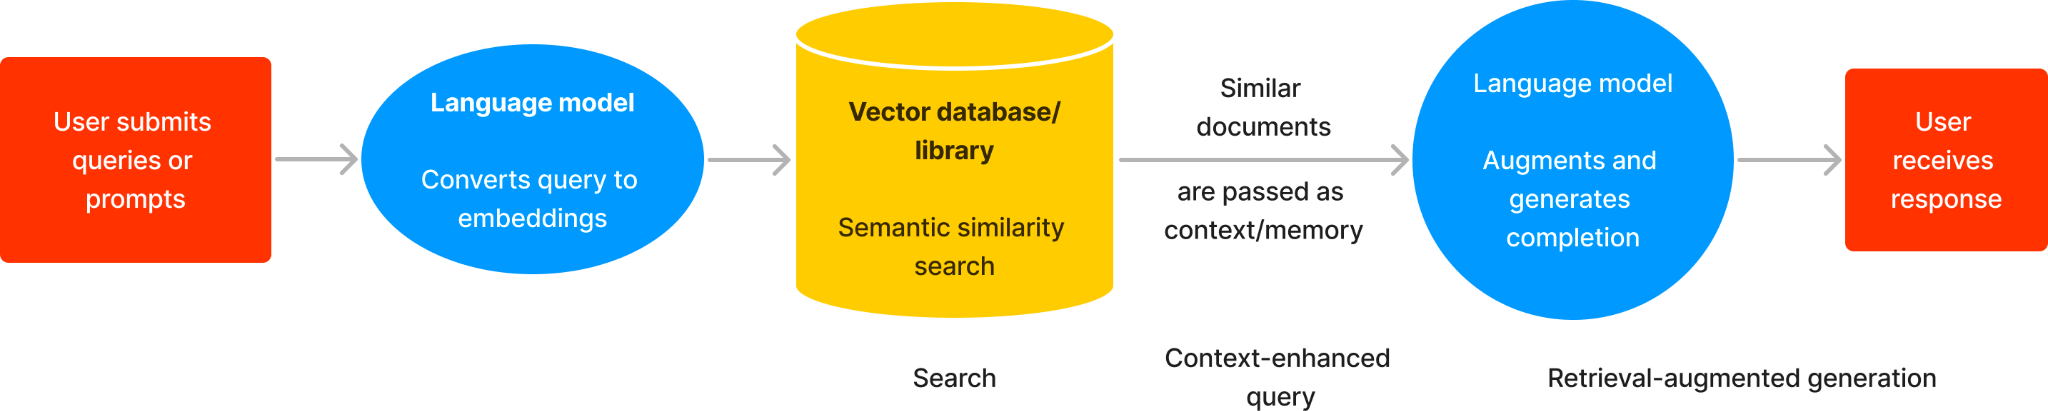 User submits
queries or
prompts
Language model
Converts query to
embeddings
Vector database/
library
Semantic similarity
search
Similar
documents
are passed as
context/memory
Language model
Augments and
generates
completion
User
receives
response
Search
Context-enhanced
query
Retrieval-augmented generation